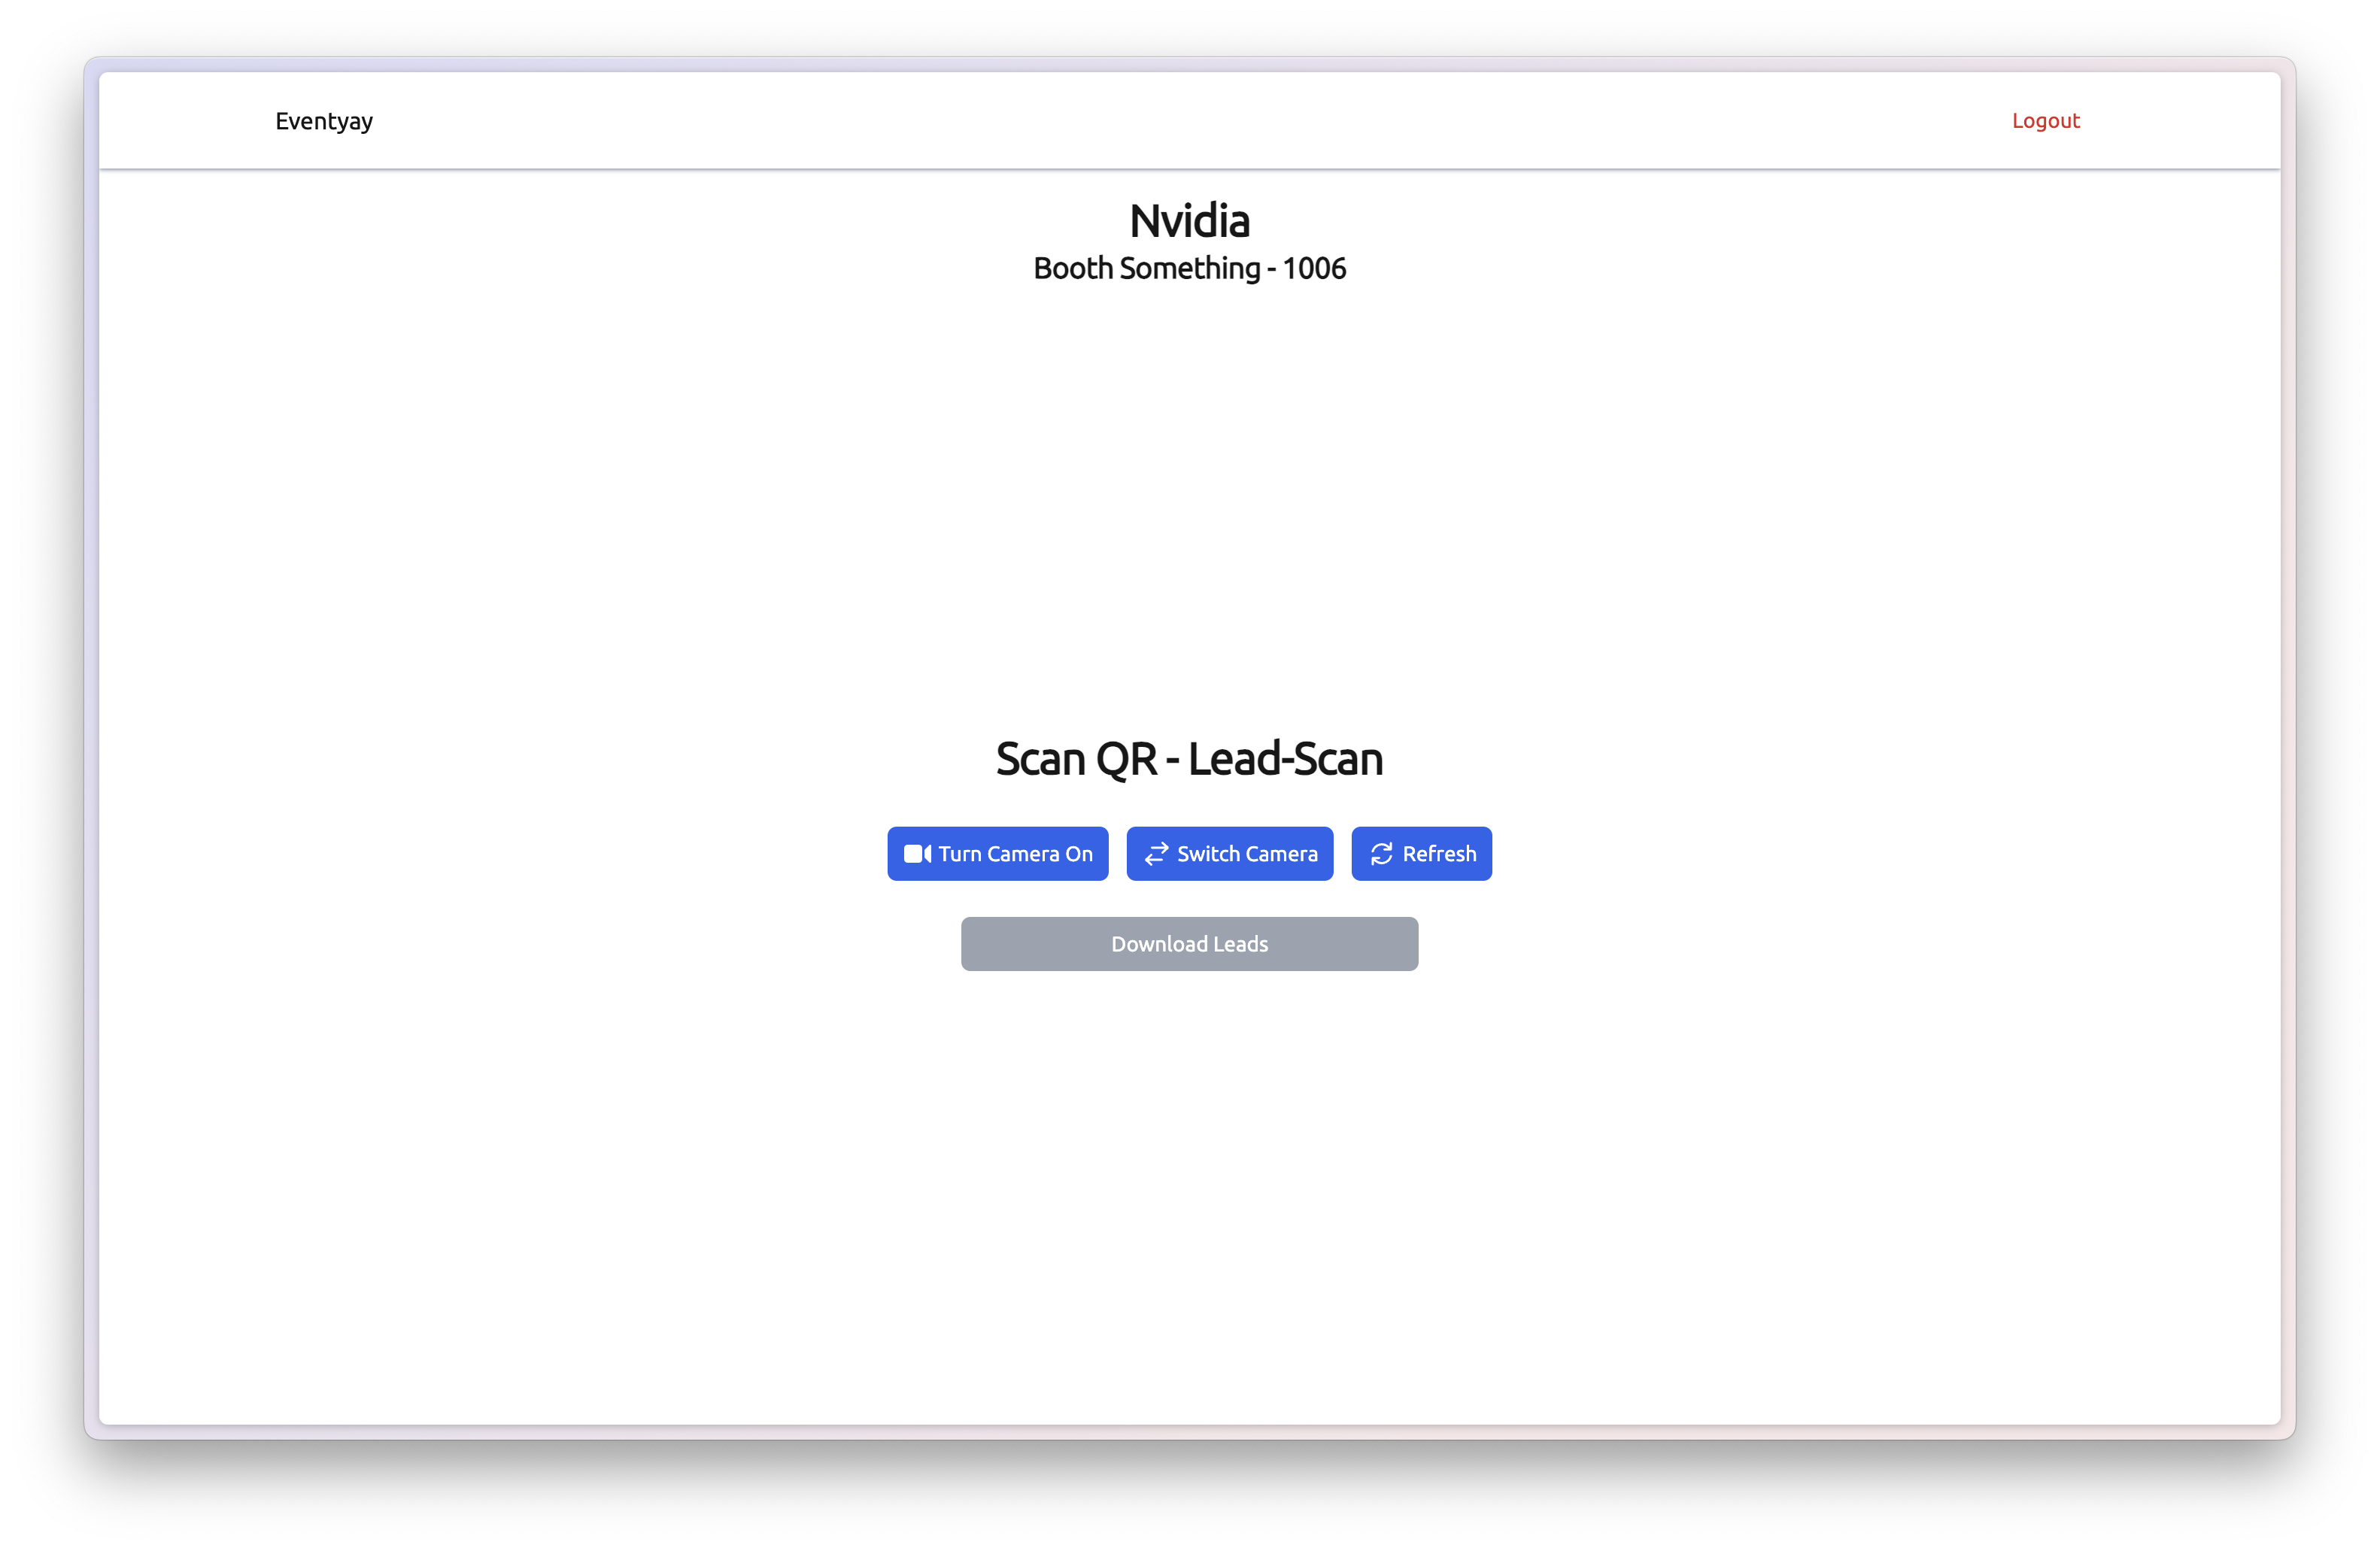 Eventyay
Logout
Nvidia
Booth Something - 1006
Scan QR - Lead-Scan
Turn Camera On
Switch Camera
Refresh
Download Leads